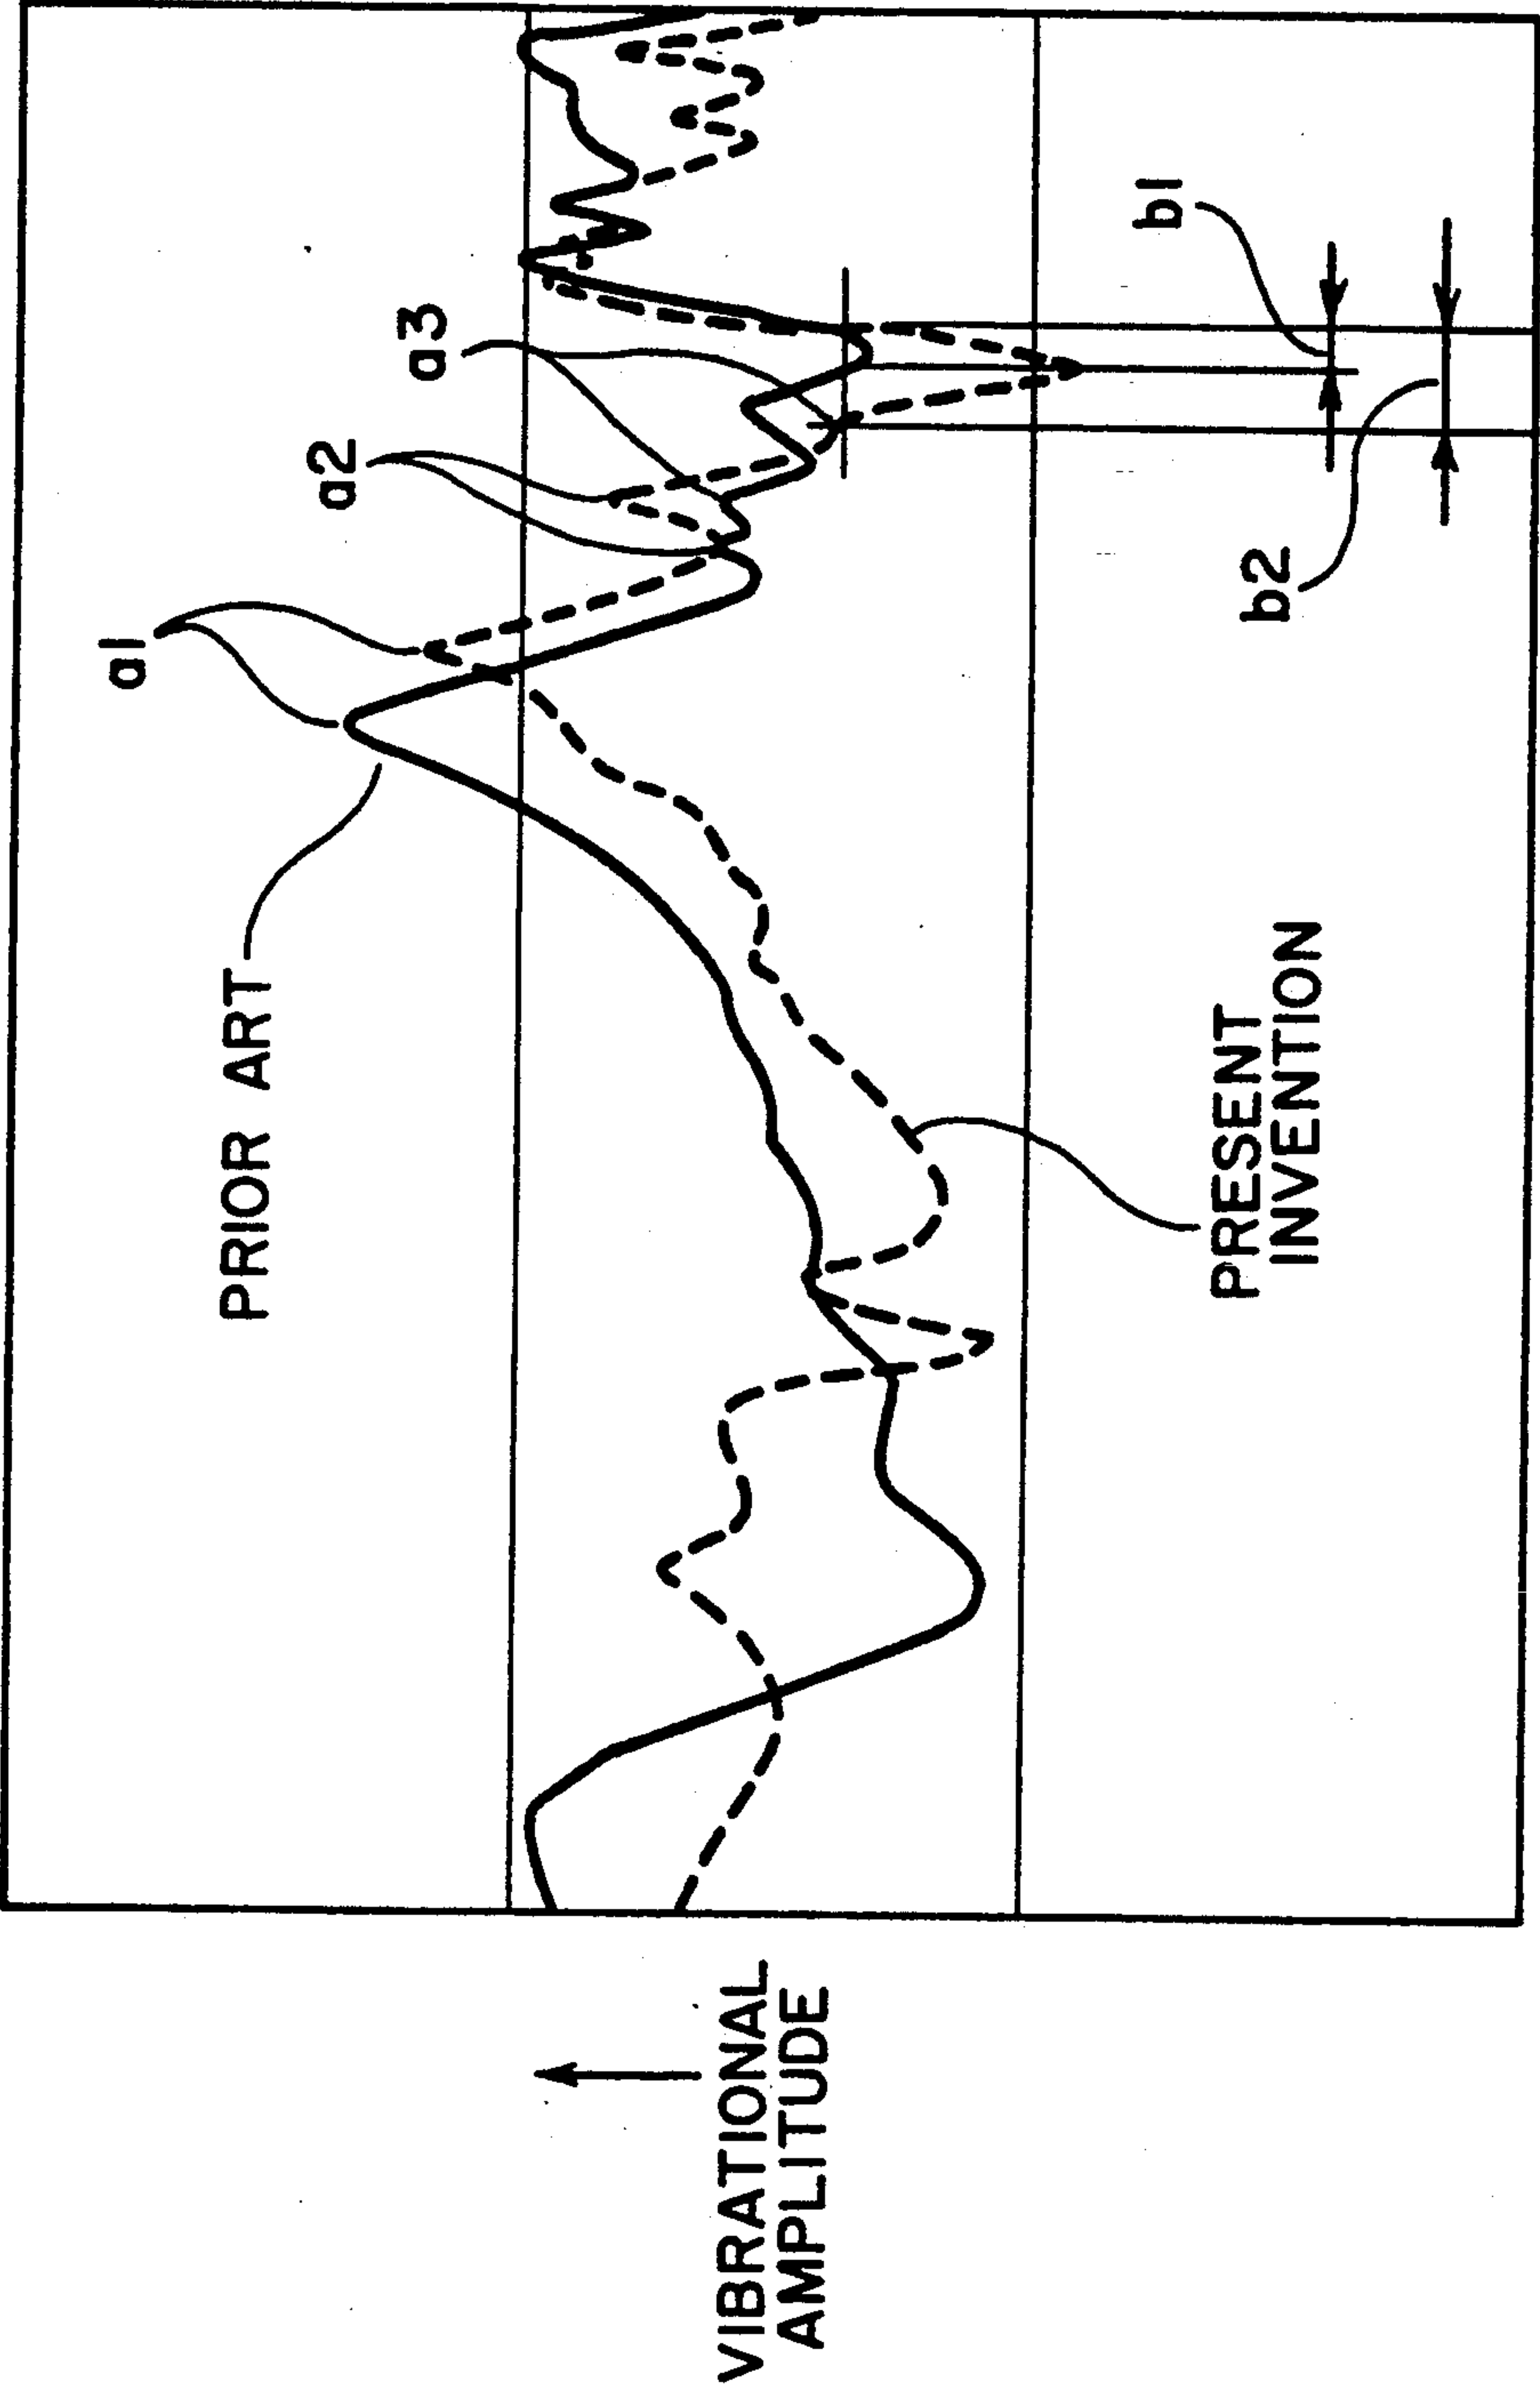 VIBRATIONAL
AMPLITUDE
PRIOR ART
a1
a2
a3
PRESENT
INVENTION
b2
b1